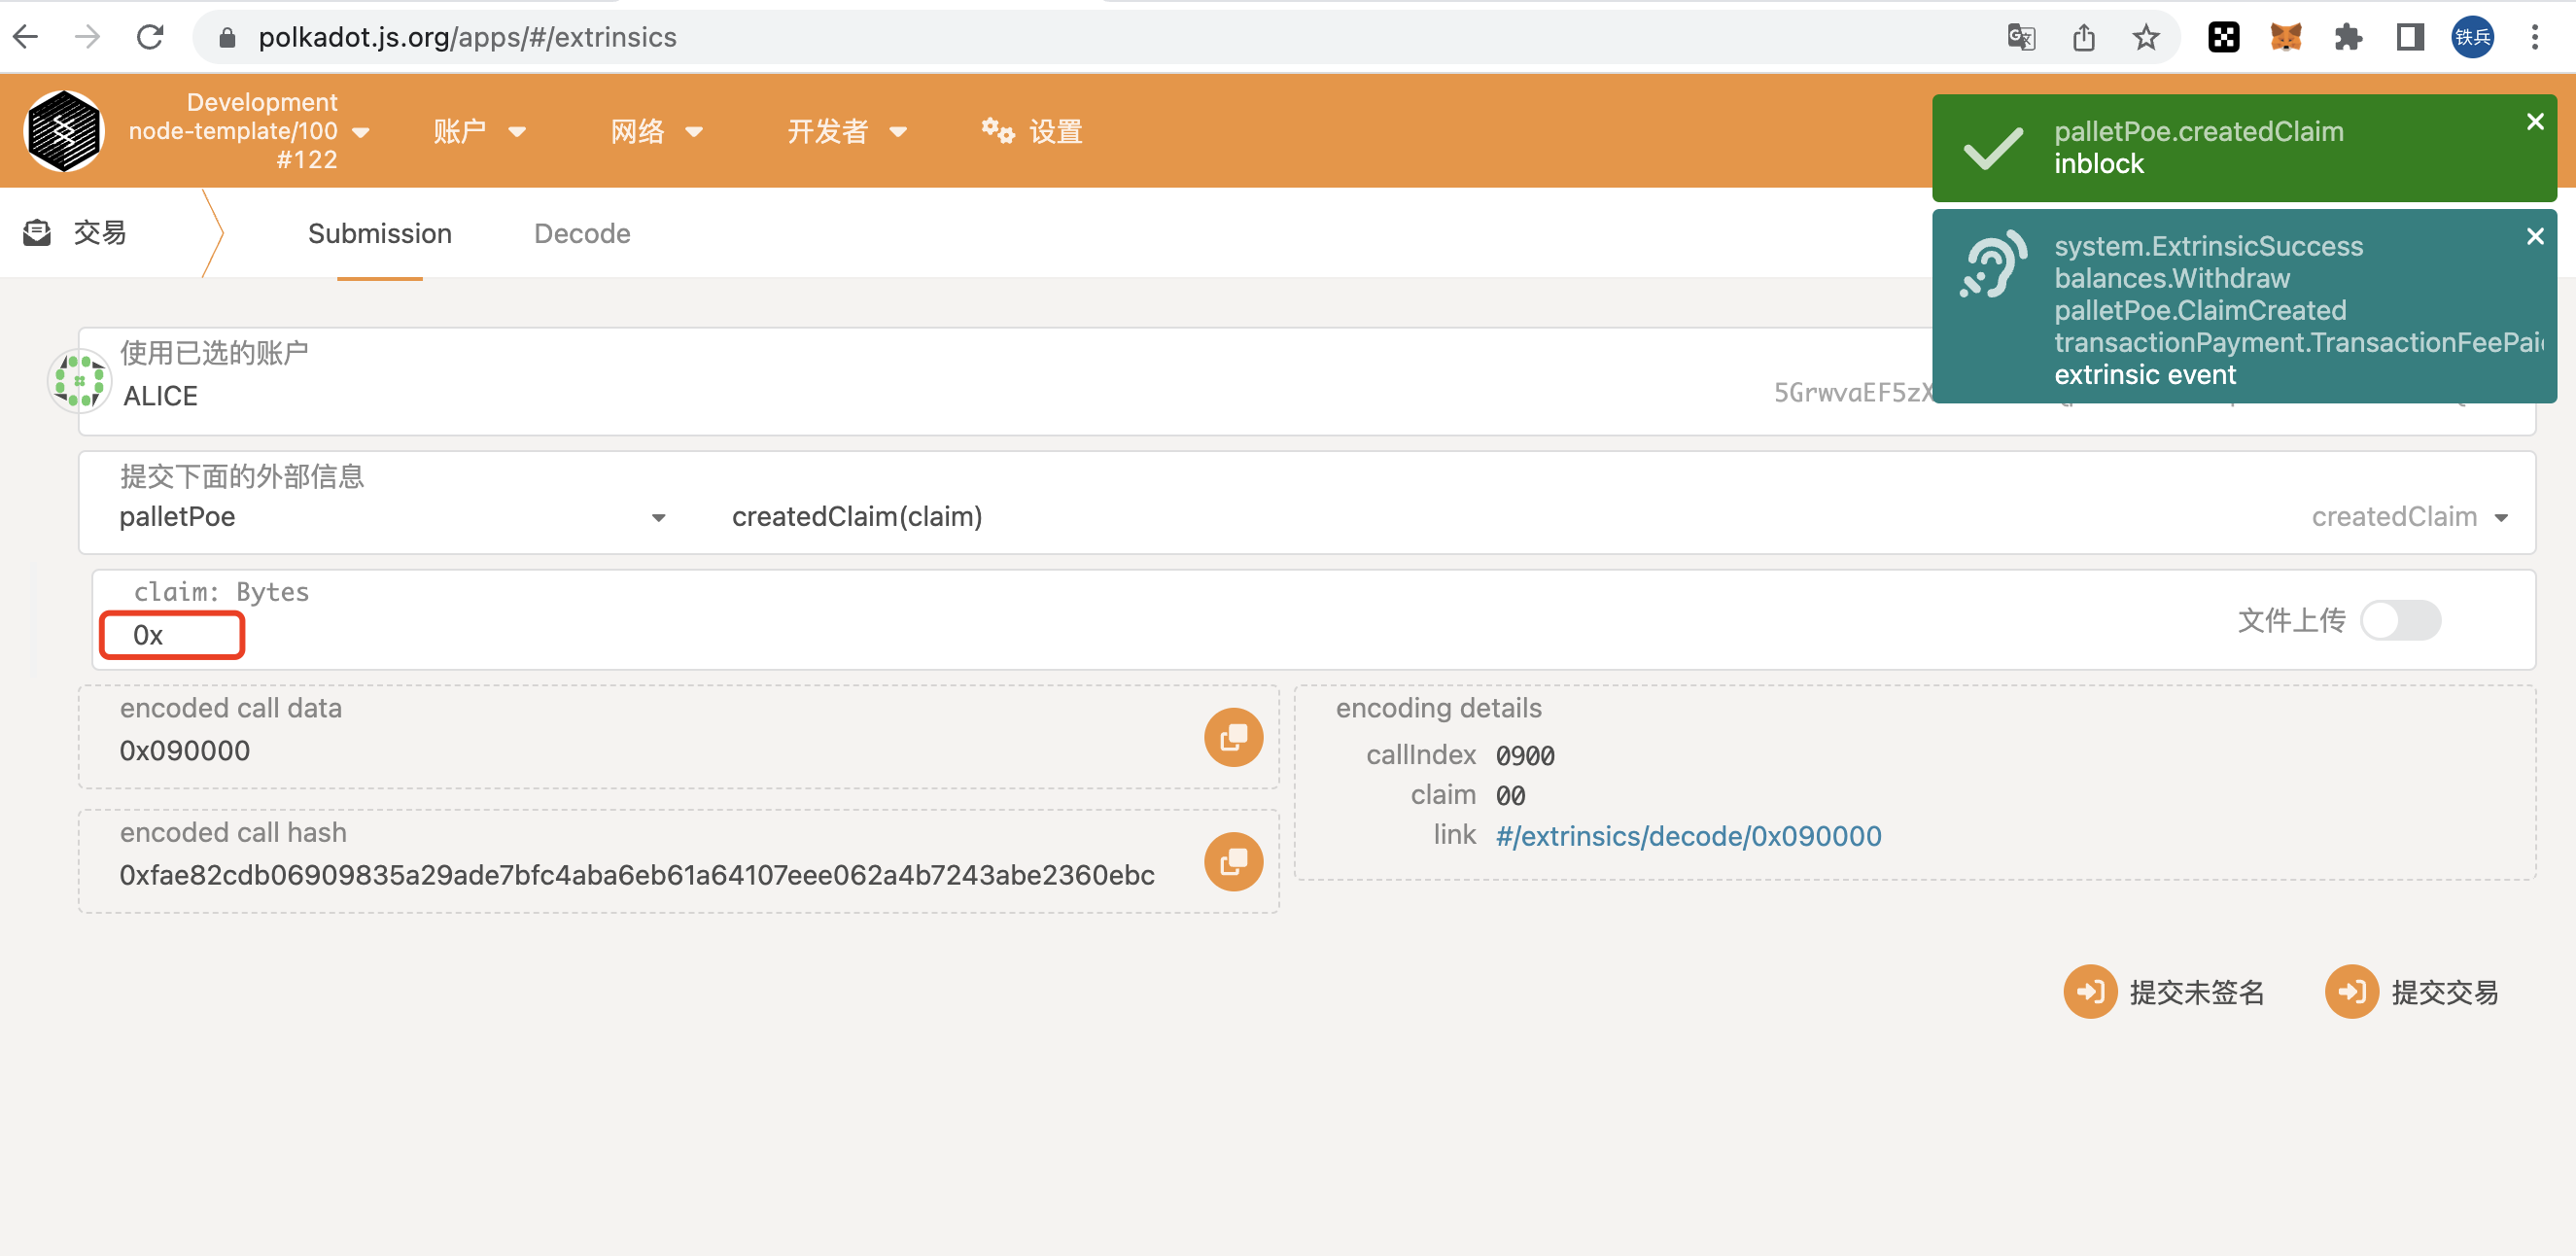 polkadot.js.org/apps/#/extrinsics
铁兵
Development
node-template/100
#122
账户
网络
开发者
设置
palletPoe.createdClaim
inblock
system.ExtrinsicSuccess
balances.Withdraw
palletPoe.ClaimCreated
transactionPayment.TransactionFeePai
extrinsic event
交易
Submission
Decode
使用已选的账户
ALICE
5GrwvaEF5zX
提交下面的外部信息
palletPoe
createdClaim(claim)
createdClaim
claim: Bytes
0x
文件上传
encoded call data
0x090000
encoding details
callIndex 0900
claim 00
link #/extrinsics/decode/0x090000
encoded call hash
0xfae82cdb06909835a29ade7bfc4aba6eb61a64107eee062a4b7243abe2360ebc
提交未签名
提交交易